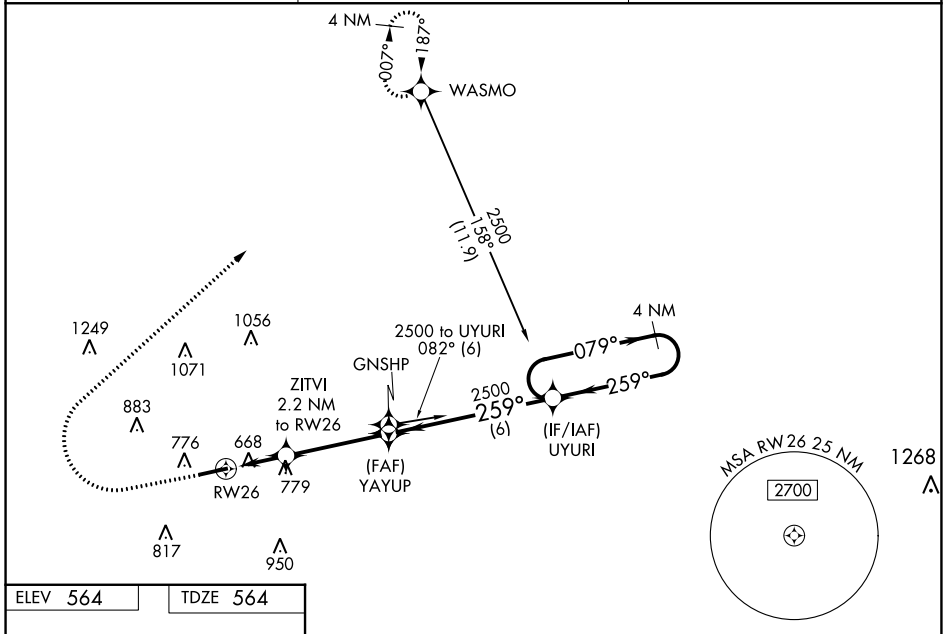 4 NM
007°
187°
WASMO
2500
158°
(11.9)
4 NM
1249
1056
1071
2500 to UYURI
082° (6)
GNSHP
079°
259°
ZITVI
2.2 NM
to RW26
2500
259°
(6)
883
(IF/IAF)
UYURI
776
668
779
RW26
(FAF)
YAYUP
MSA RW 26 25 NM
2700
1268
817
950
ELEV 564
TDZE 564